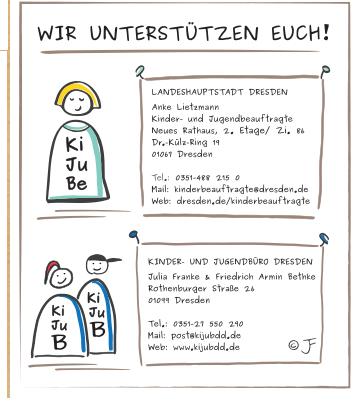 WIR UNTERSTÜTZEN EUCH!
Ki
Ju
Be
LANDESHAUPTSTADT DRESDEN
Anke Lietzmann
Kinder- und Jugendbeauftragte
Neues Rathaus, 2. Etage/ Zi. 86
Dr.-Külz-Ring 19
01067 Dresden
Tel.: 0351-488 215 0
Mail: kinderbeauftragte@dresden.de
Web: dresden.de/kinderbeauftragte
Ki
Ju
B
Ki
Ju
B
KINDER- UND JUGENDBÜRO DRESDEN
Julia Franke & Friedrich Armin Bethke
Rothenburger Straße 26
01099 Dresden
Tel.: 0351-27 550 240
Mail: post@kijubdd.de
Web: www.kijubdd.de
© JF